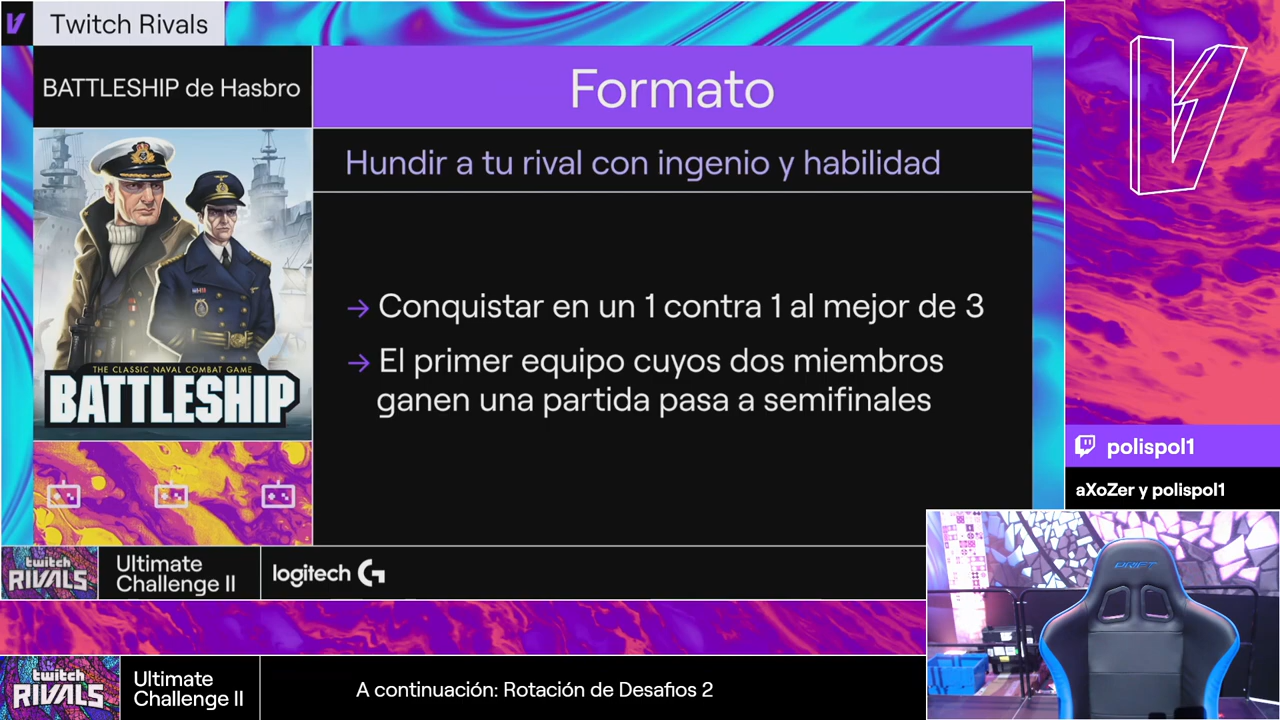 Twitch Rivals
BATTLESHIP de Hasbro
Formato
Hundir a tu rival con ingenio y habilidad
→ Conquistar en un 1 contra 1 al mejor de 3
→ El primer equipo cuyos dos miembros
ganen una partida pasa a semifinales
THE CLASSIC NAVAL COMBAT GAME
BATTLESHIP
twitch
RIVALS
Ultimate
Challenge II
logitech G
polispol1
aXoZer y polispol1
DRIFT
twitch
RIVALS
Ultimate
Challenge II
A continuación: Rotación de Desafios 2